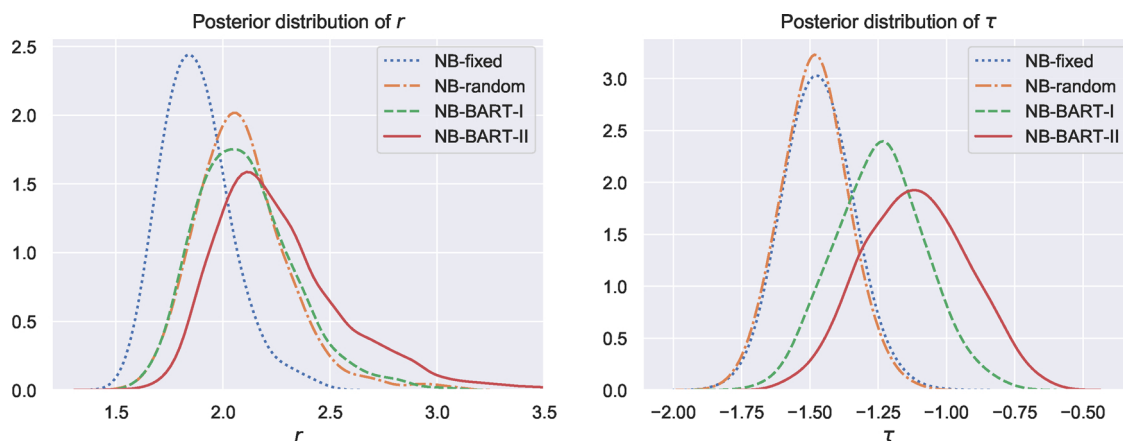 Posterior distribution of r
2.5
2.0
1.5
1.0
0.5
0.0
1.5 2.0 2.5 3.0 3.5
r
NB-fixed
NB-random
NB-BART-I
NB-BART-II
Posterior distribution of τ
3.0
2.5
2.0
1.5
1.0
0.5
0.0
−2.00 −1.75 −1.50 −1.25 −1.00 −0.75 −0.50
τ
NB-fixed
NB-random
NB-BART-I
NB-BART-II